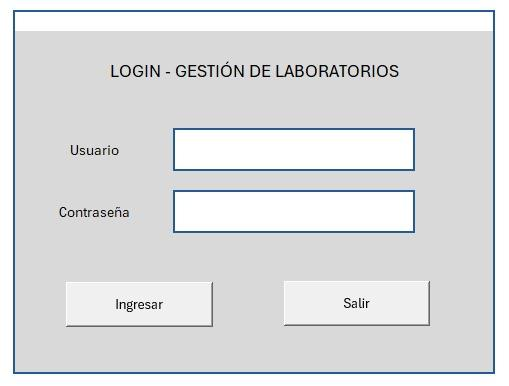 LOGIN - GESTIÓN DE LABORATORIOS
Usuario
Contraseña
Ingresar
Salir